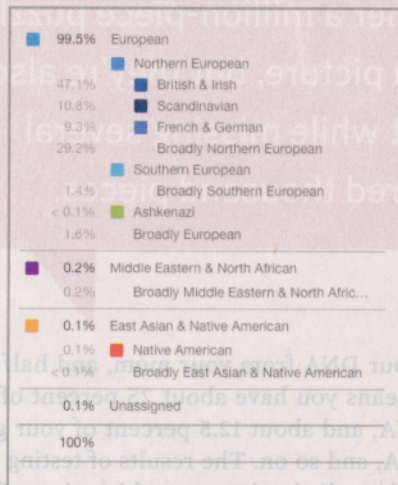 99.5% European
Northern European
47.1% British & Irish
10.8% Scandinavian
9.3% French & German
29.2% Broadly Northern European
Southern European
1.4% Broadly Southern European
< 0.1% Ashkenazi
1.6% Broadly European
0.2% Middle Eastern & North African
0.2% Broadly Middle Eastern & North Afric...
0.1% East Asian & Native American
0.1% Native American
< 0.1% Broadly East Asian & Native American
0.1% Unassigned
100%